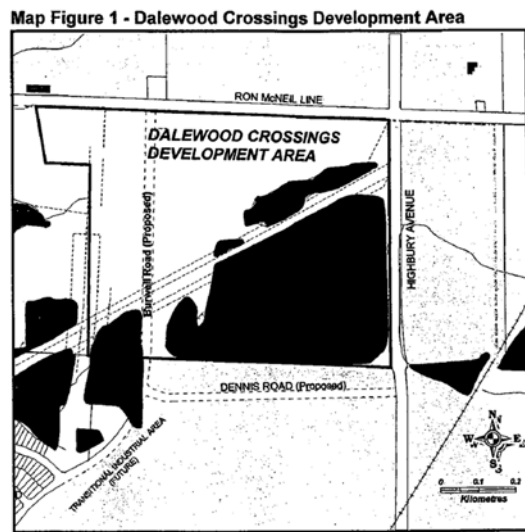 Map Figure 1 - Dalewood Crossings Development Area
RON McNEIL LINE
DALEWOOD CROSSINGS
DEVELOPMENT AREA
Burwell Road (Proposed)
HIGHBURY AVENUE
DENNIS ROAD (Proposed)
TRANSITIONAL INDUSTRIAL AREA
(FUTURE)
N
W E
S
0 0.1 0.2
Kilometres